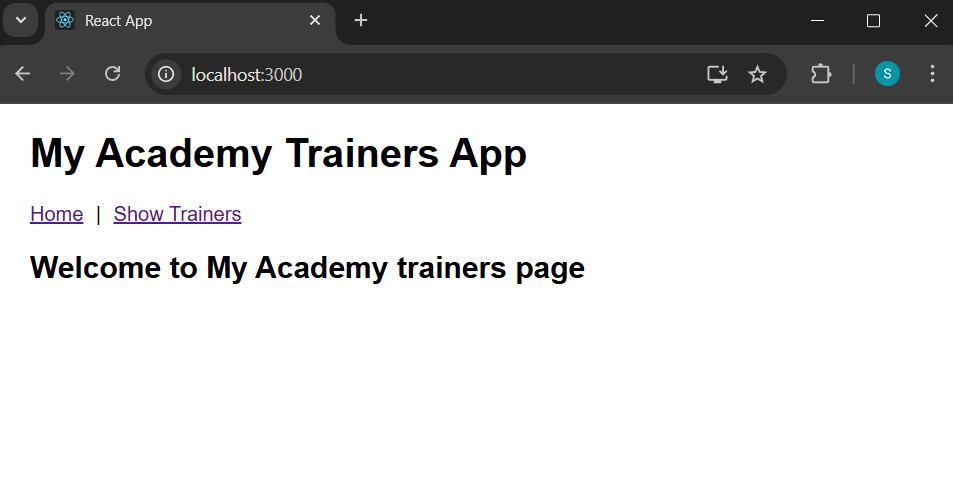 React App
localhost:3000
S
My Academy Trainers App
Home | Show Trainers
Welcome to My Academy trainers page